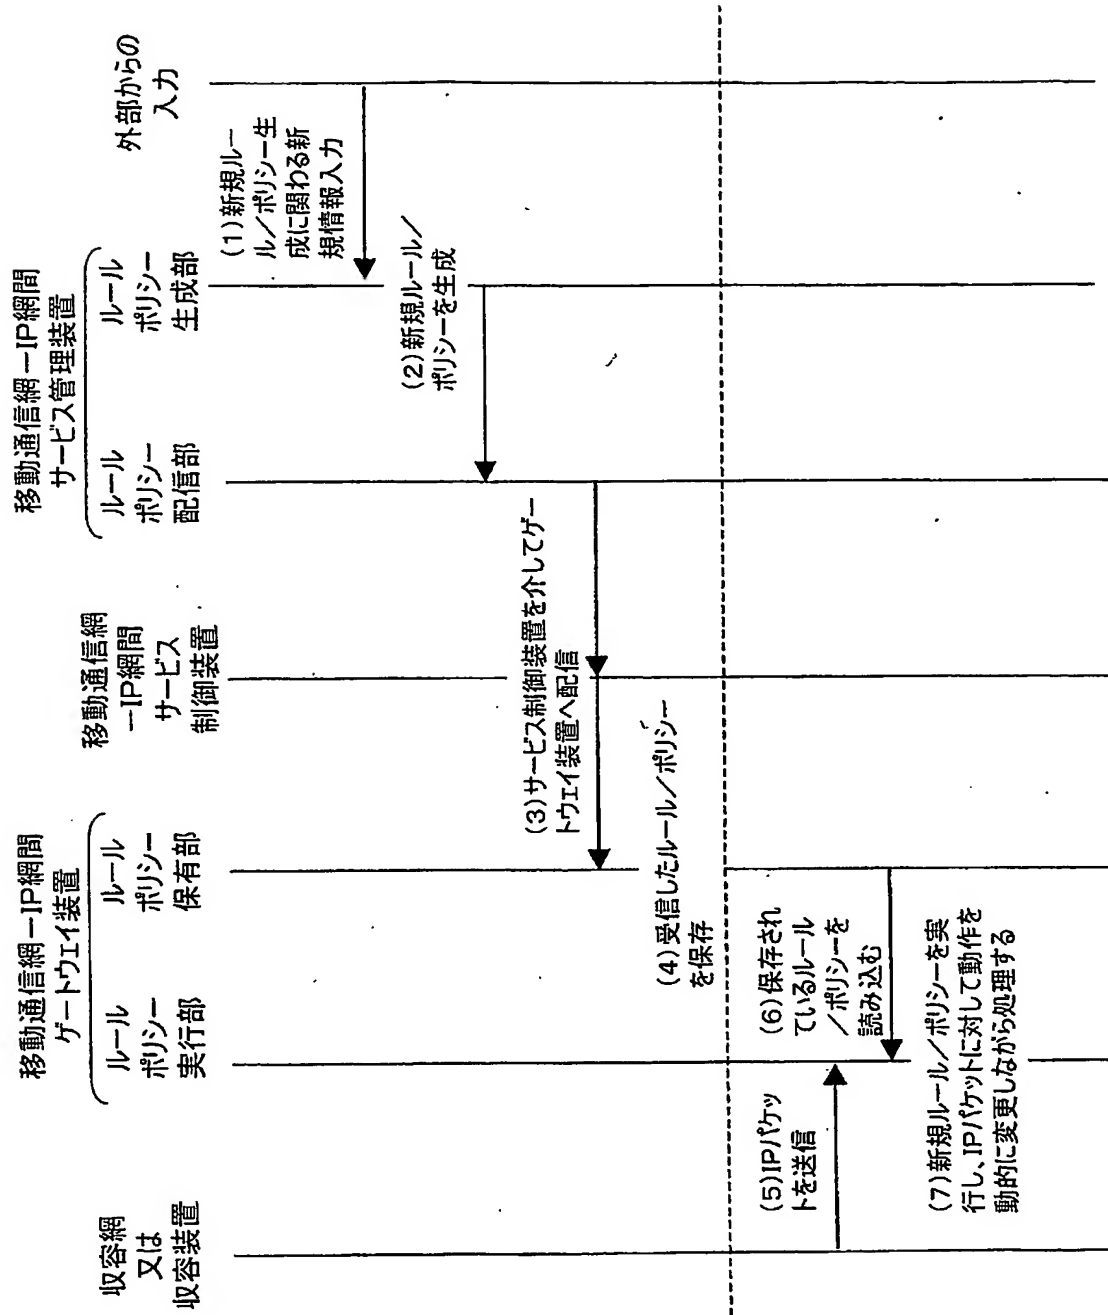 収容網
又は
収容装置
移動通信網－IP網間
ゲートウェイ装置
ルール
ポリシー
実行部
ルール
ポリシー
保有部
移動通信網
－IP網間
サービス
制御装置
移動通信網－IP網間
サービス管理装置
ルール
ポリシー
配信部
ルール
ポリシー
生成部
外部からの
入力
(1)新規ルー
ル／ポリシー生
成に関わる新
規情報入力
(2)新規ルール／
ポリシーを生成
(3)サービス制御装置を介してゲー
トウェイ装置へ配信
(4)受信したルール／ポリシー
を保存
(5)IPパケッ
トを送信
(6)保存され
ているルール
／ポリシーを
読み込む
(7)新規ルール／ポリシーを実
行し、IPパケットに対して動作を
動的に変更しながら処理する